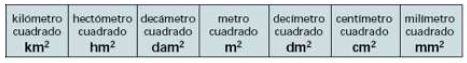 kilómetro hectómetro decámetro metro decímetro centímetro milímetro
cuadrado cuadrado cuadrado cuadrado cuadrado cuadrado cuadrado
km² hm² dam² m² dm² cm² mm²